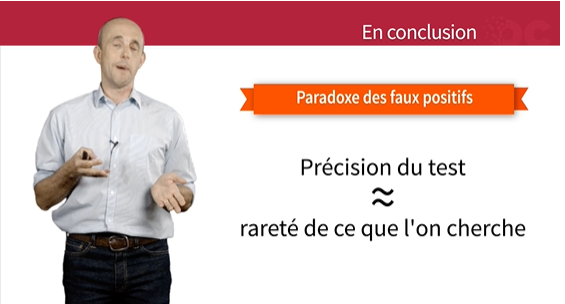 En conclusion
Paradoxe des faux positifs
Précision du test
≈
rareté de ce que l'on cherche